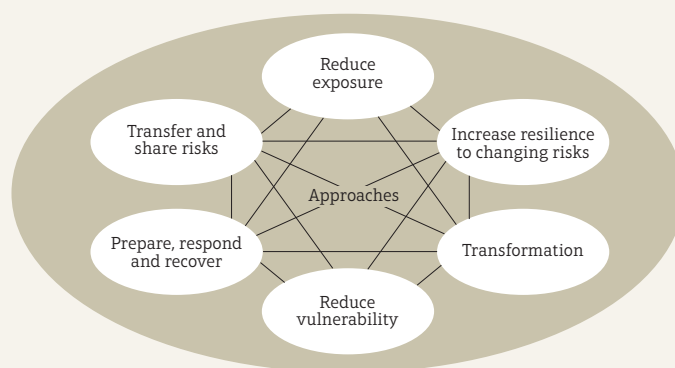 Reduce
exposure
Transfer and
share risks
Increase resilience
to changing risks
Approaches
Prepare, respond
and recover
Transformation
Reduce
vulnerability